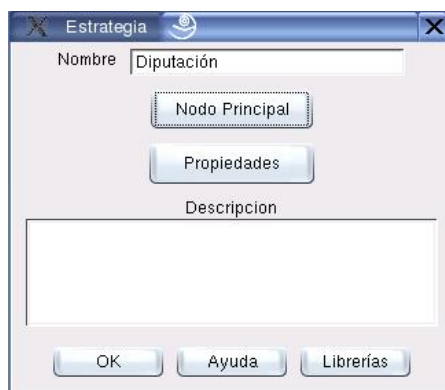 Estrategia
Nombre Diputación
Nodo Principal
Propiedades
Descripcion
OK Ayuda Librerías